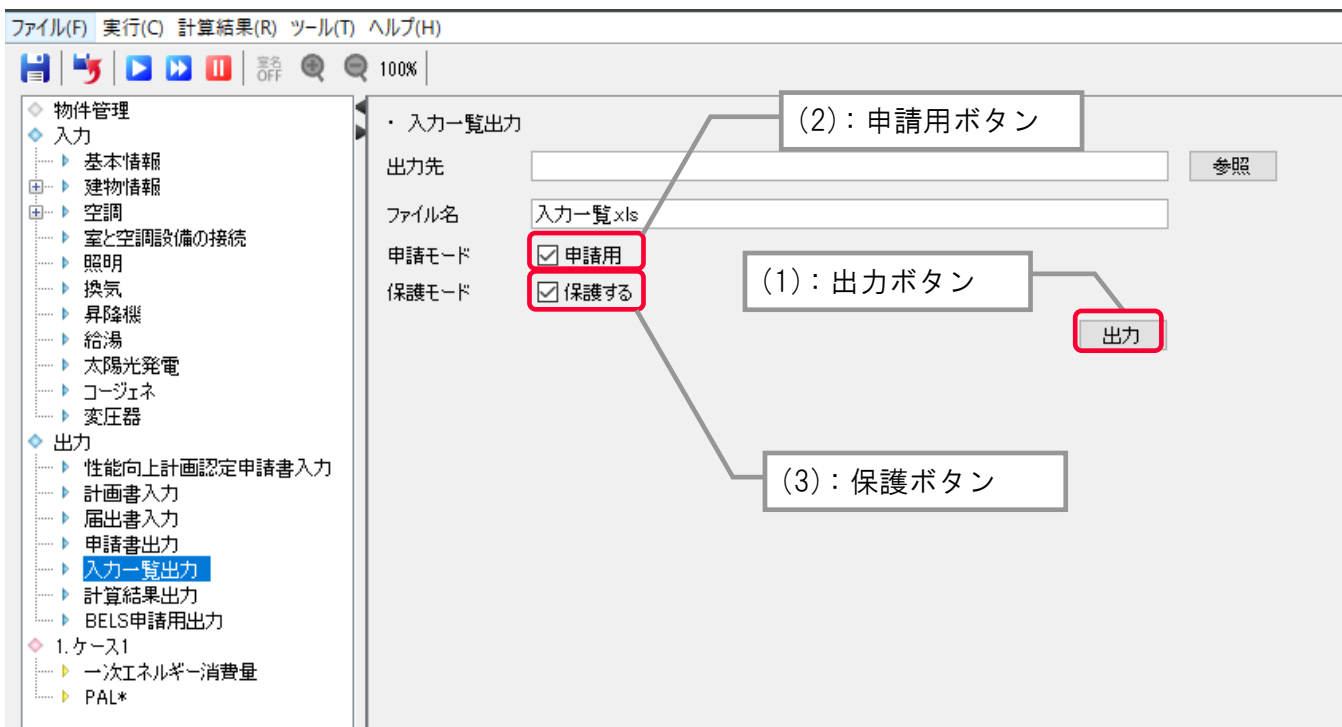 ファイル(F) 実行(C) 計算結果(R) ツール(T) ヘルプ(H)
室名
OFF
100%
物件管理
入力
基本情報
建物情報
空調
室と空調設備の接続
照明
換気
昇降機
給湯
太陽光発電
コージェネ
変圧器
出力
性能向上計画認定申請書入力
計画書入力
届出書入力
申請書出力
入力一覧出力
計算結果出力
BELS申請用出力
1.ケース1
一次エネルギー消費量
PAL*
・ 入力一覧出力
出力先
参照
ファイル名 入力一覧.xls
申請モード 申請用
保護モード 保護する
出力
(2)：申請用ボタン
(1)：出力ボタン
(3)：保護ボタン